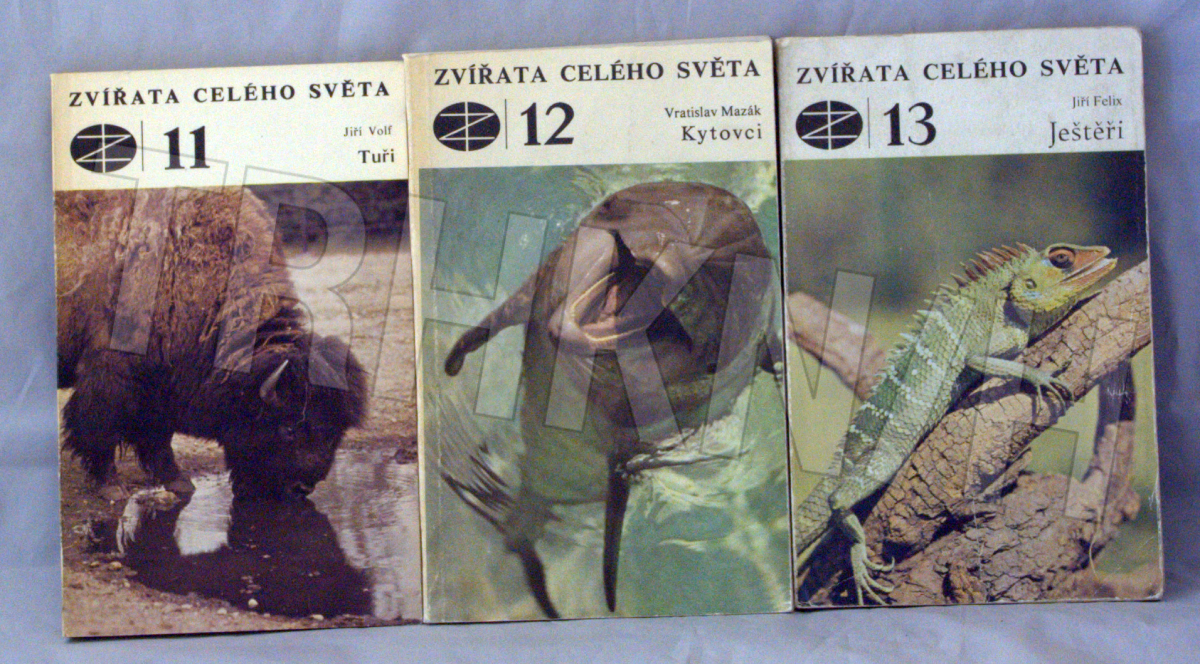 ZVÍŘATA CELÉHO SVĚTA
11
Jiří Volf
Tuři
ZVÍŘATA CELÉHO SVĚTA
12
Vratislav Mazák
Kytovci
ZVÍŘATA CELÉHO SVĚTA
13
Jiří Felix
Ještěři